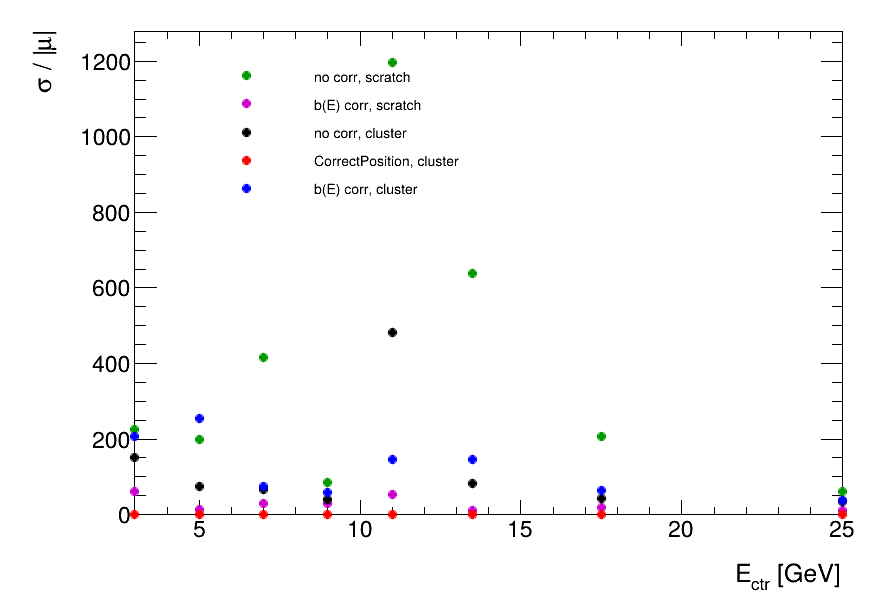 σ / |μ|
1200
1000
800
600
400
200
0
no corr, scratch
b(E) corr, scratch
no corr, cluster
CorrectPosition, cluster
b(E) corr, cluster
5 10 15 20 25
E_ctr [GeV]